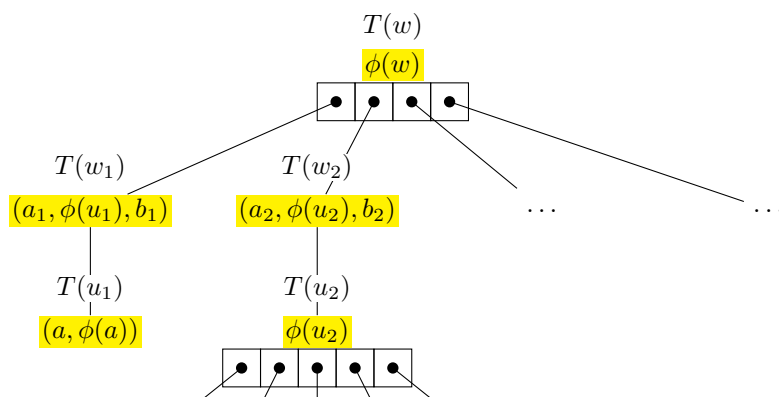 T(w)
ϕ(w)
T(w₁) T(w₂)
(a₁, ϕ(u₁), b₁) (a₂, ϕ(u₂), b₂) ... ...
T(u₁) T(u₂)
(a, ϕ(a)) ϕ(u₂)